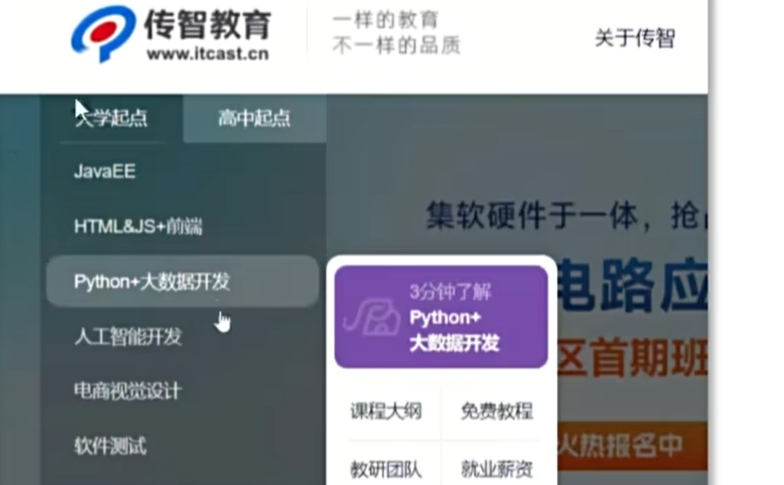 传智教育
www.itcast.cn
一样的教育
不一样的品质
关于传智
大学起点
高中起点
JavaEE
HTML&JS+前端
Python+大数据开发
人工智能开发
电商视觉设计
软件测试
3分钟了解
Python+
大数据开发
课程大纲
免费教程
教研团队
就业薪资
集软硬件于一体，抢
电路应
区首期班
火热报名中